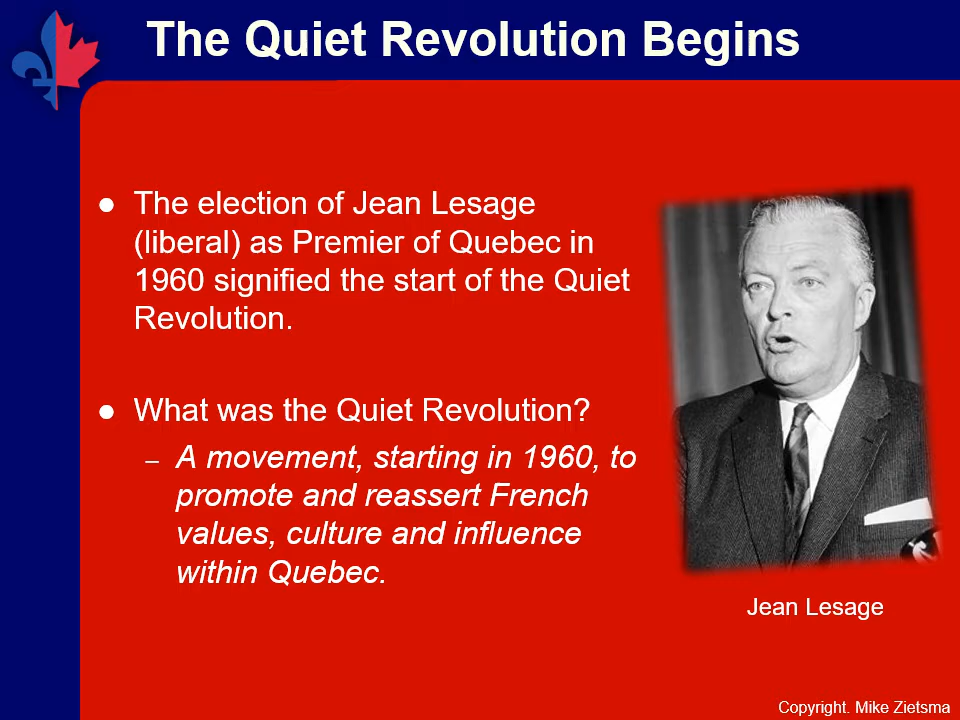 The Quiet Revolution Begins
● The election of Jean Lesage
(liberal) as Premier of Quebec in
1960 signified the start of the Quiet
Revolution.
● What was the Quiet Revolution?
– A movement, starting in 1960, to
promote and reassert French
values, culture and influence
within Quebec.
Jean Lesage
Copyright. Mike Zietsma